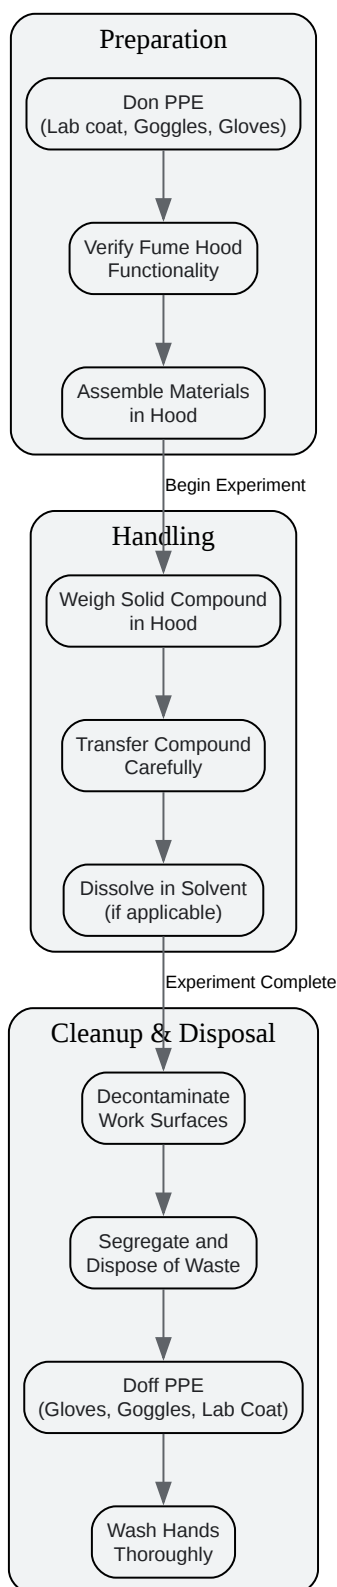 Preparation
Don PPE
(Lab coat, Goggles, Gloves)
Verify Fume Hood
Functionality
Assemble Materials
in Hood
Begin Experiment
Handling
Weigh Solid Compound
in Hood
Transfer Compound
Carefully
Dissolve in Solvent
(if applicable)
Experiment Complete
Cleanup & Disposal
Decontaminate
Work Surfaces
Segregate and
Dispose of Waste
Doff PPE
(Gloves, Goggles, Lab Coat)
Wash Hands
Thoroughly